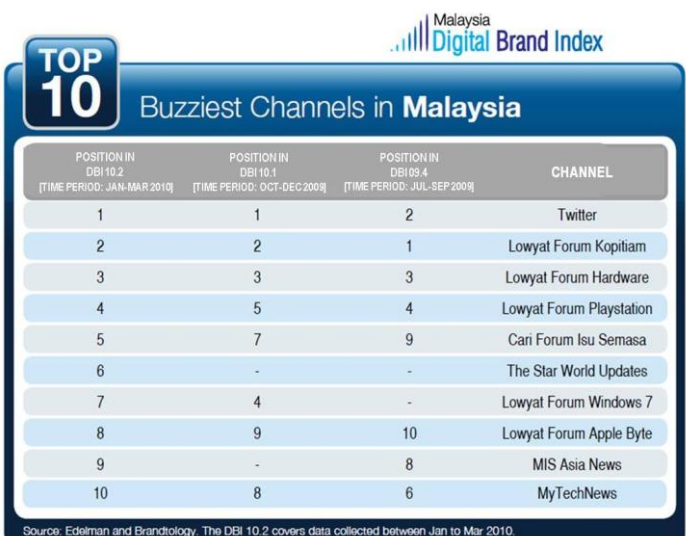 Malaysia
Digital Brand Index
TOP
10
Buzziest Channels in Malaysia
POSITION IN DBI 10.2 [TIME PERIOD: JAN-MAR 2010] POSITION IN DBI 10.1 [TIME PERIOD: OCT-DEC 2009] POSITION IN DBI 09.4 [TIME PERIOD: JUL-SEP 2009] CHANNEL
1 1 2 Twitter
2 2 1 Lowyat Forum Kopitiam
3 3 3 Lowyat Forum Hardware
4 5 4 Lowyat Forum Playstation
5 7 9 Cari Forum Isu Semasa
6 - - The Star World Updates
7 4 - Lowyat Forum Windows 7
8 9 10 Lowyat Forum Apple Byte
9 - 8 MIS Asia News
10 8 6 MyTechNews
Source: Edelman and Brandtology. The DBI 10.2 covers data collected between Jan to Mar 2010.